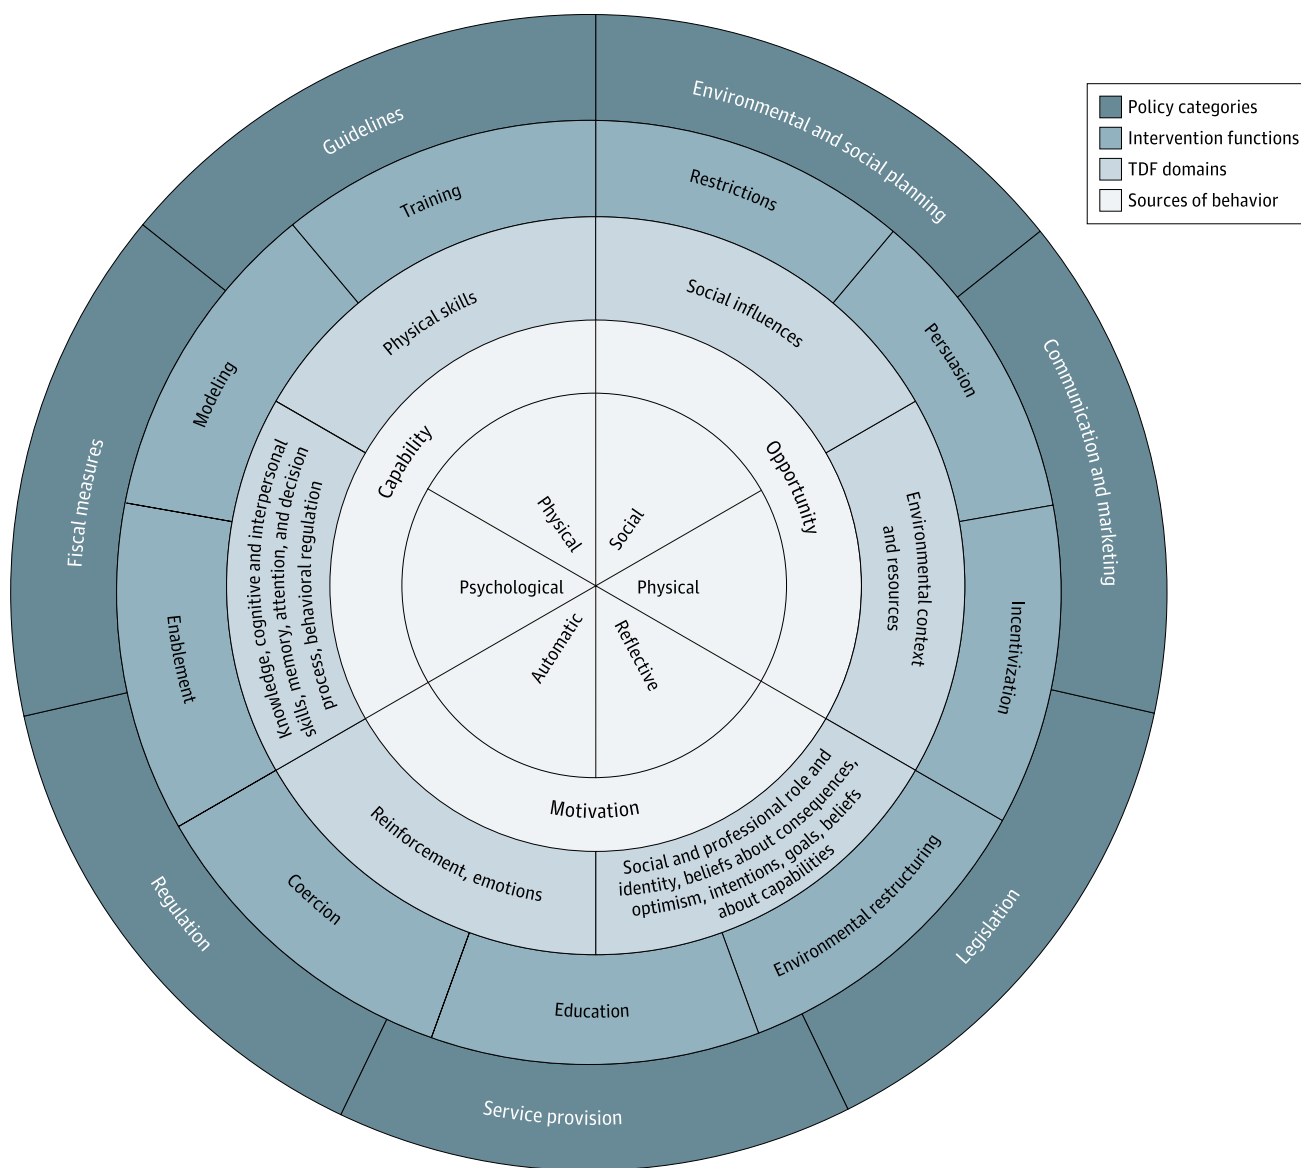 Policy categories
Intervention functions
TDF domains
Sources of behavior
Guidelines
Environmental and social planning
Communication and marketing
Legislation
Service provision
Regulation
Fiscal measures
Training
Restrictions
Persuasion
Incentivization
Environmental restructuring
Education
Coercion
Enablement
Modeling
Physical skills
Social influences
Environmental context
and resources
Social and professional role and
identity, beliefs about consequences,
optimism, intentions, goals, beliefs
about capabilities
Reinforcement, emotions
Knowledge, cognitive and interpersonal
skills, memory, attention, and decision
process, behavioral regulation
Capability
Opportunity
Motivation
Physical
Social
Physical
Reflective
Automatic
Psychological